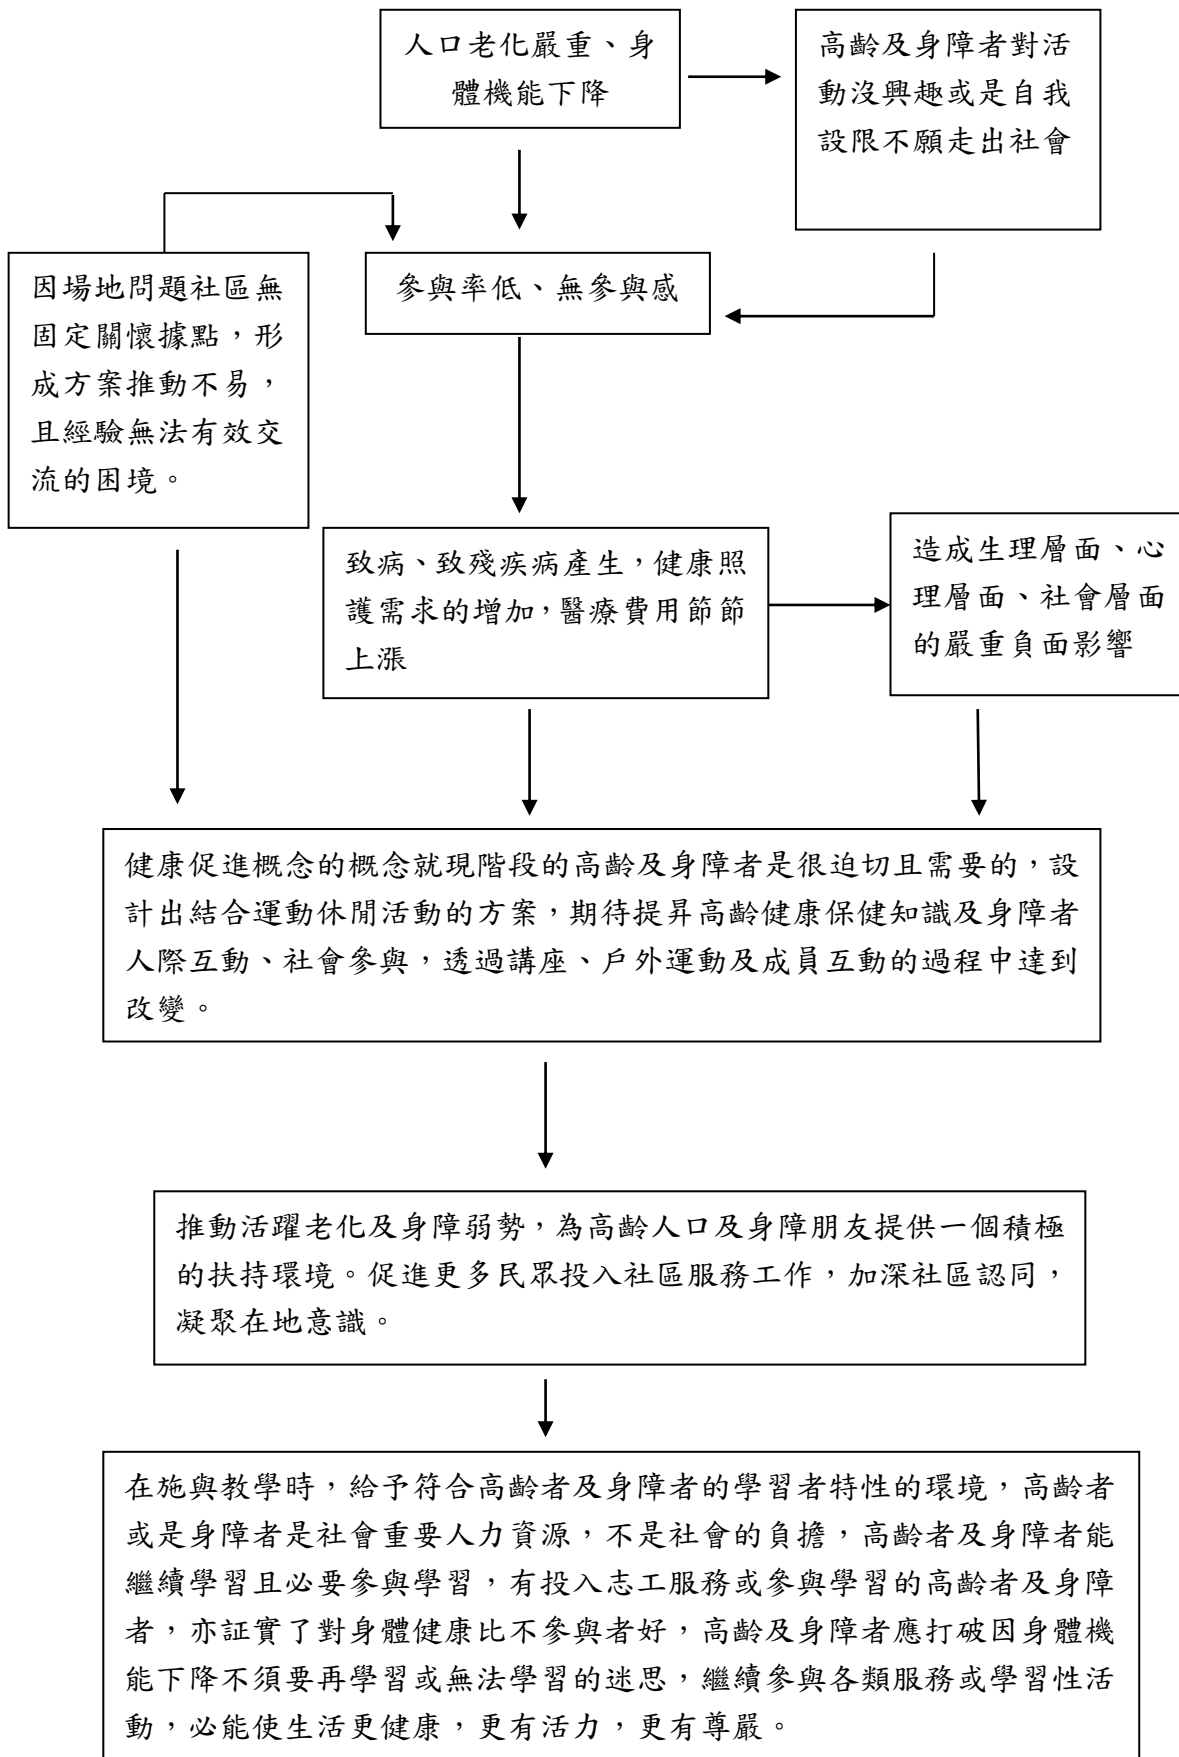 人口老化嚴重、身
體機能下降
高齡及身障者對活
動沒興趣或是自我
設限不願走出社會
因場地問題社區無
固定關懷據點，形
成方案推動不易，
且經驗無法有效交
流的困境。
參與率低、無參與感
致病、致殘疾病產生，健康照
護需求的增加，醫療費用節節
上漲
造成生理層面、心
理層面、社會層面
的嚴重負面影響
健康促進概念的概念就現階段的高齡及身障者是很迫切且需要的，設
計出結合運動休閒活動的方案，期待提昇高齡健康保健知識及身障者
人際互動、社會參與，透過講座、戶外運動及成員互動的過程中達到
改變。
推動活躍老化及身障弱勢，為高齡人口及身障朋友提供一個積極
的扶持環境。促進更多民眾投入社區服務工作，加深社區認同，
凝聚在地意識。
在施與教學時，給予符合高齡者及身障者的學習者特性的環境，高齡者
或是身障者是社會重要人力資源，不是社會的負擔，高齡者及身障者能
繼續學習且必要參與學習，有投入志工服務或參與學習的高齡者及身障
者，亦証實了對身體健康比不參與者好，高齡及身障者應打破因身體機
能下降不須要再學習或無法學習的迷思，繼續參與各類服務或學習性活
動，必能使生活更健康，更有活力，更有尊嚴。